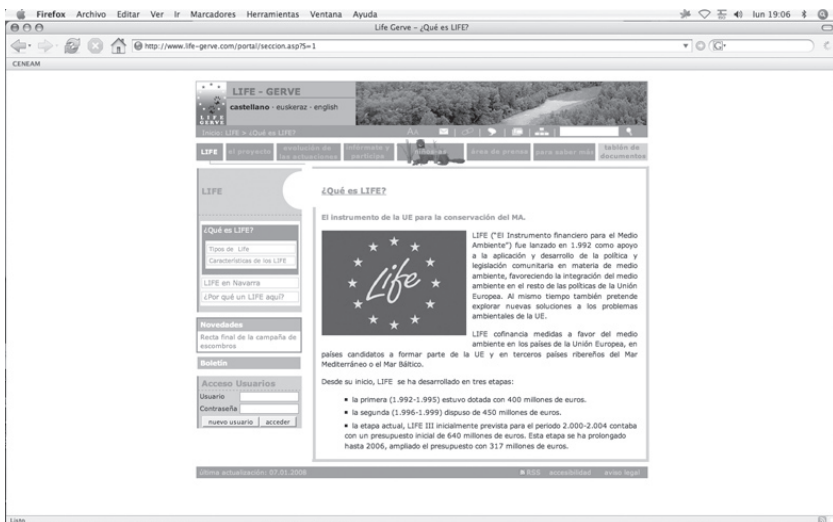 Firefox Archivo Editar Ver Ir Marcadores Herramientas Ventana Ayuda
lun 19:06
Life Gerve – ¿Qué es LIFE?
http://www.life-gerve.com/portal/seccion.asp?S=1
CENEAM
LIFE - GERVE
castellano - euskeraz - english
LIFE
GERVE
Inicio: LIFE > ¿Qué es LIFE?
LIFE
el proyecto
evolución de
las actuaciones
infórmate y
participa
área de prensa
para saber más
tablón de
documentos
LIFE
¿Qué es LIFE?
Tipos de Life
Características de los LIFE
LIFE en Navarra
¿Por qué un LIFE aquí?
Novedades
Recta final de la campaña de
escombros
Boletín
Acceso Usuarios
Usuario
Contraseña
nuevo usuario
acceder
¿Qué es LIFE?
El instrumento de la UE para la conservación del MA.
Life
LIFE ("El Instrumento financiero para el Medio
Ambiente") fue lanzado en 1.992 como apoyo
a la aplicación y desarrollo de la política y
legislación comunitaria en materia de medio
ambiente, favoreciendo la integración del medio
ambiente en el resto de las políticas de la Unión
Europea. Al mismo tiempo también pretende
explorar nuevas soluciones a los problemas
ambientales de la UE.
LIFE cofinancia medidas a favor del medio
ambiente en los países de la Unión Europea, en
países candidatos a formar parte de la UE y en terceros países ribereños del Mar
Mediterráneo o el Mar Báltico.
Desde su inicio, LIFE se ha desarrollado en tres etapas:
▪ la primera (1.992-1.995) estuvo dotada con 400 millones de euros.
▪ la segunda (1.996-1.999) dispuso de 450 millones de euros.
▪ la etapa actual, LIFE III inicialmente prevista para el periodo 2.000-2.004 contaba
con un presupuesto inicial de 640 millones de euros. Esta etapa se ha prolongado
hasta 2006, ampliado el presupuesto con 317 millones de euros.
última actualización: 07.01.2008
RSS accesibilidad aviso legal
Listo